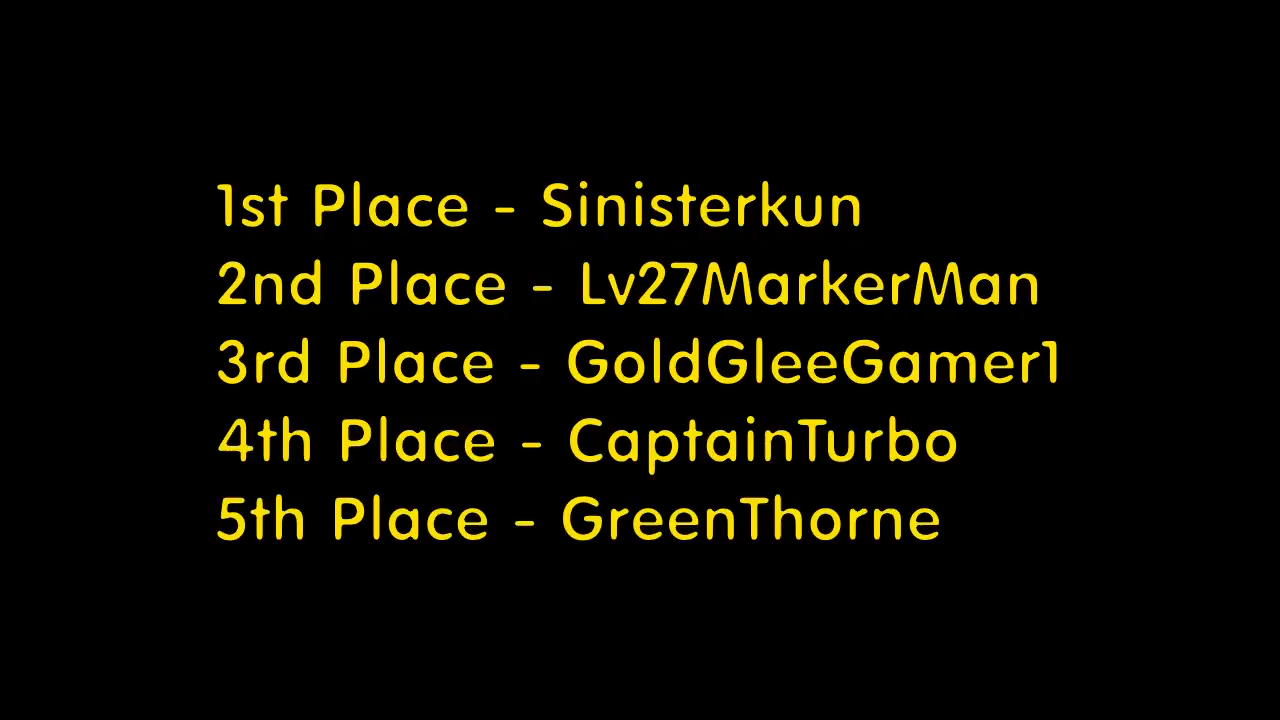 1st Place - Sinisterkun
2nd Place - Lv27MarkerMan
3rd Place - GoldGleeGamer1
4th Place - CaptainTurbo
5th Place - GreenThorne